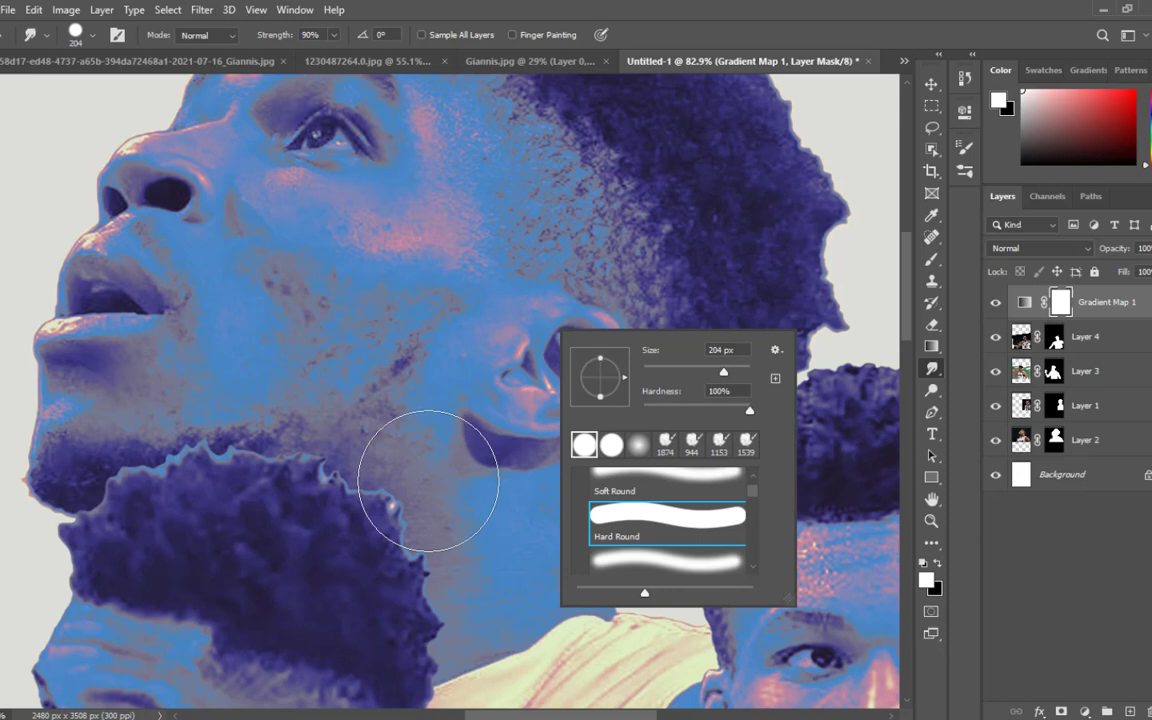 File Edit Image Layer Type Select Filter 3D View Window Help
204 Mode: Normal Strength: 90% 0° Sample All Layers Finger Painting
58d17-ed48-4737-a65b-394da72468a1-2021-07-16_Giannis.jpg × 1230487264.0.jpg @ 55.1%... × Giannis.jpg @ 29% (Layer 0,... × Untitled-1 @ 82.9% (Gradient Map 1, Layer Mask/8) * ×
Color Swatches Gradients Patterns
Layers Channels Paths
Kind
Normal Opacity: 100
Lock: Fill: 100
Gradient Map 1
Layer 4
Layer 3
Layer 1
Layer 2
Background
Size: 204 px
Hardness: 100%
1874 944 1153 1539
Soft Round
Hard Round
% 2480 px x 3508 px (300 ppi)